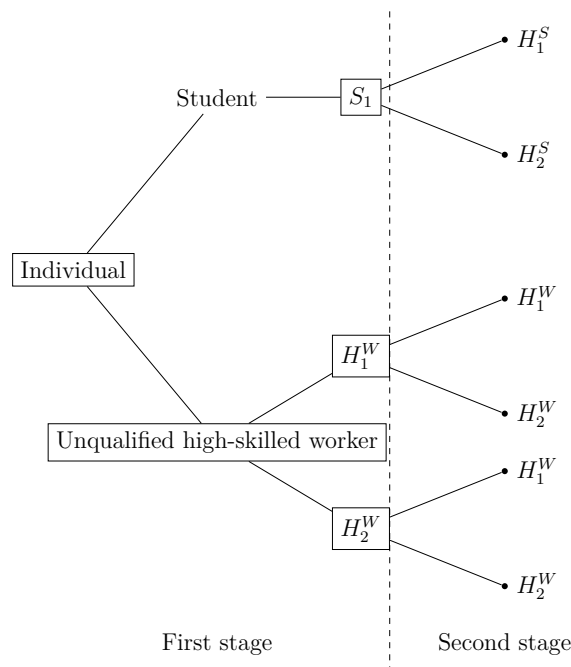 H_1^S
Student
S_1
H_2^S
Individual
H_1^W
H_1^W
H_2^W
Unqualified high-skilled worker
H_1^W
H_2^W
H_2^W
First stage
Second stage